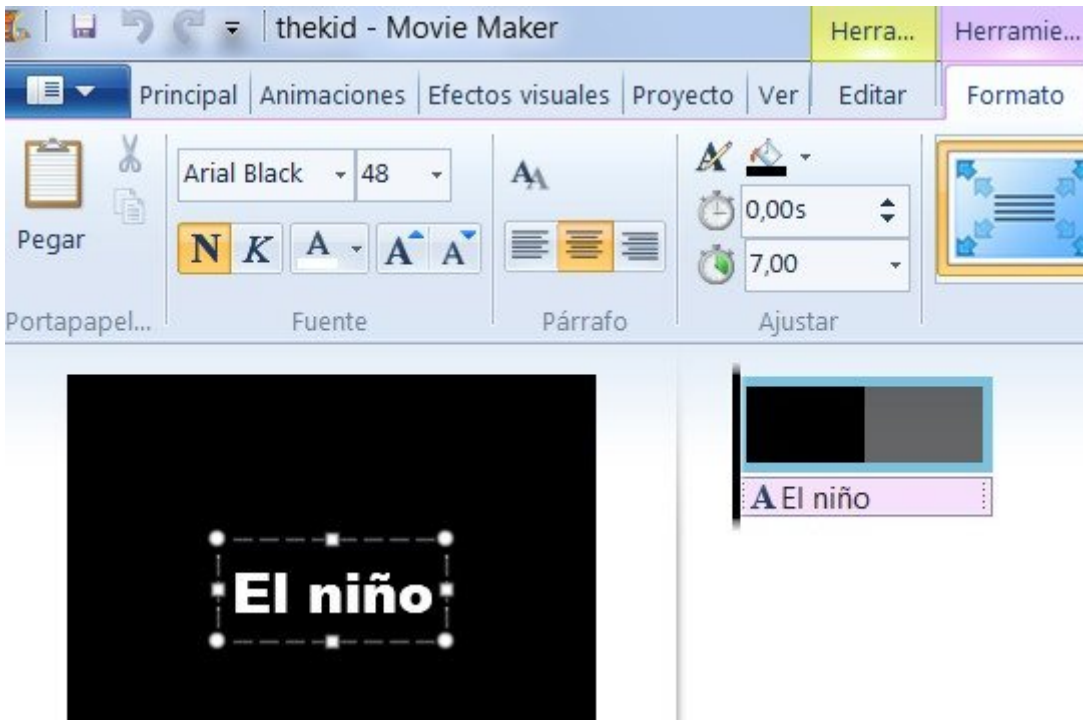 thekid - Movie Maker
Herra...
Herramie...
Principal
Animaciones
Efectos visuales
Proyecto
Ver
Editar
Formato
Pegar
Arial Black
48
N K A A A
0,00s
7,00
Portapapel...
Fuente
Párrafo
Ajustar
El niño
A El niño